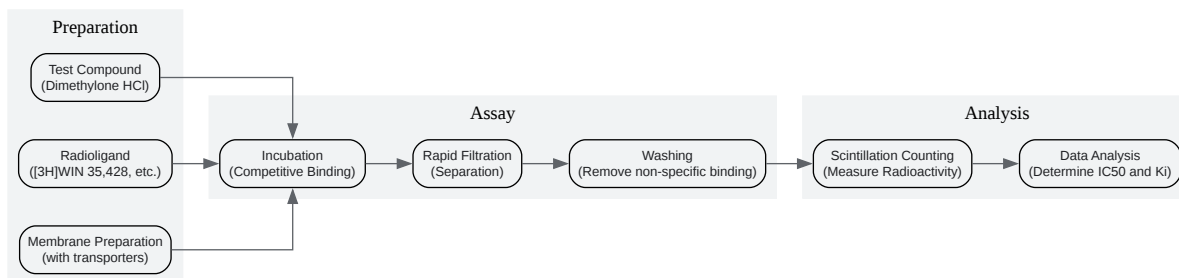 Preparation
Test Compound
(Dimethylone HCl)
Radioligand
([3H]WIN 35,428, etc.)
Membrane Preparation
(with transporters)
Assay
Incubation
(Competitive Binding)
Rapid Filtration
(Separation)
Washing
(Remove non-specific binding)
Analysis
Scintillation Counting
(Measure Radioactivity)
Data Analysis
(Determine IC50 and Ki)